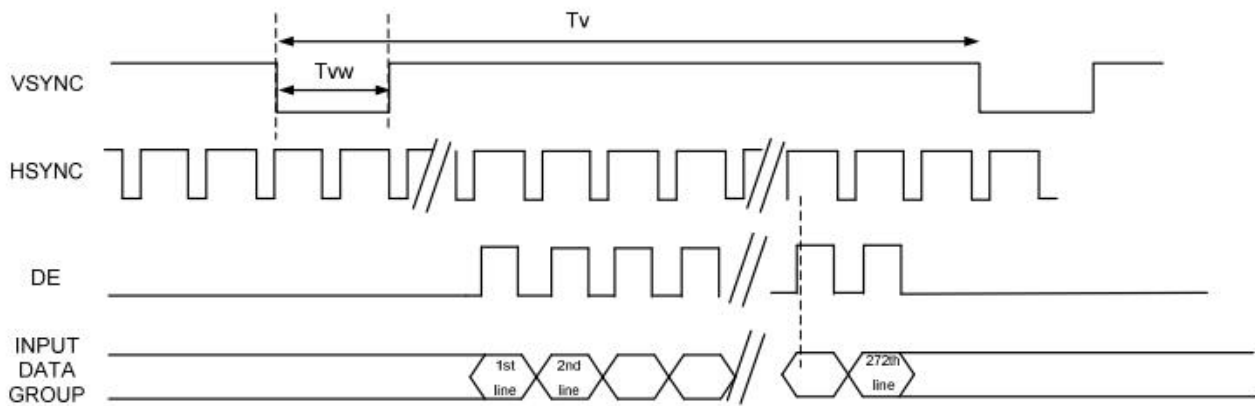 Tv
VSYNC
Tvw
HSYNC
DE
INPUT
DATA
GROUP
1st
line
2nd
line
272th
line